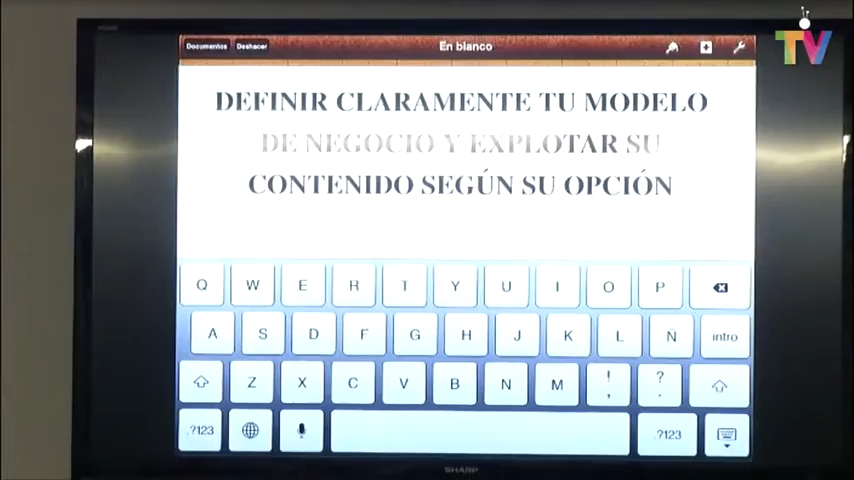 TV
Documentos Deshacer En blanco
DEFINIR CLARAMENTE TU MODELO
DE NEGOCIO Y EXPLOTAR SU
CONTENIDO SEGÚN SU OPCIÓN
Q W E R T Y U I O P
A S D F G H J K L Ñ intro
Z X C V B N M ! , ? .
.?123 .?123
SHARP